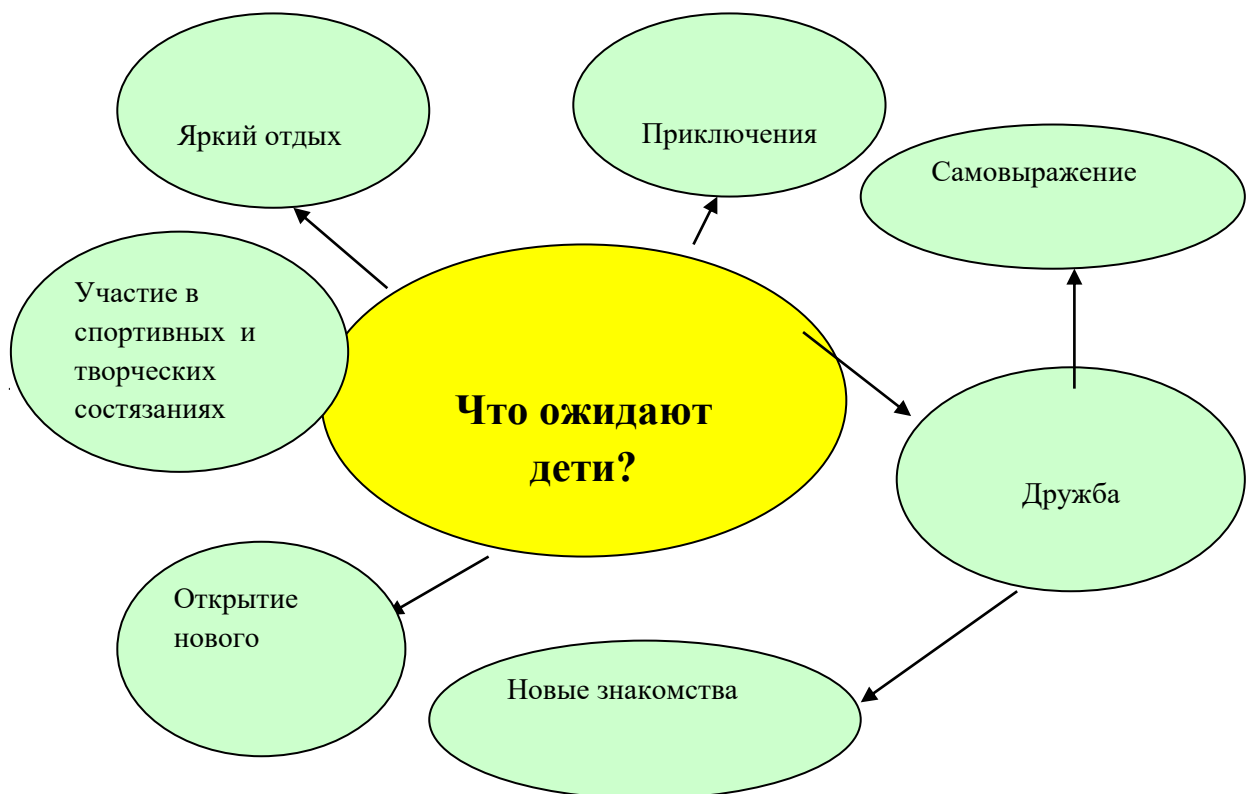 Яркий отдых
Приключения
Самовыражение
Участие в
спортивных и
творческих
состязаниях
Что ожидают
дети?
Дружба
Открытие
нового
Новые знакомства